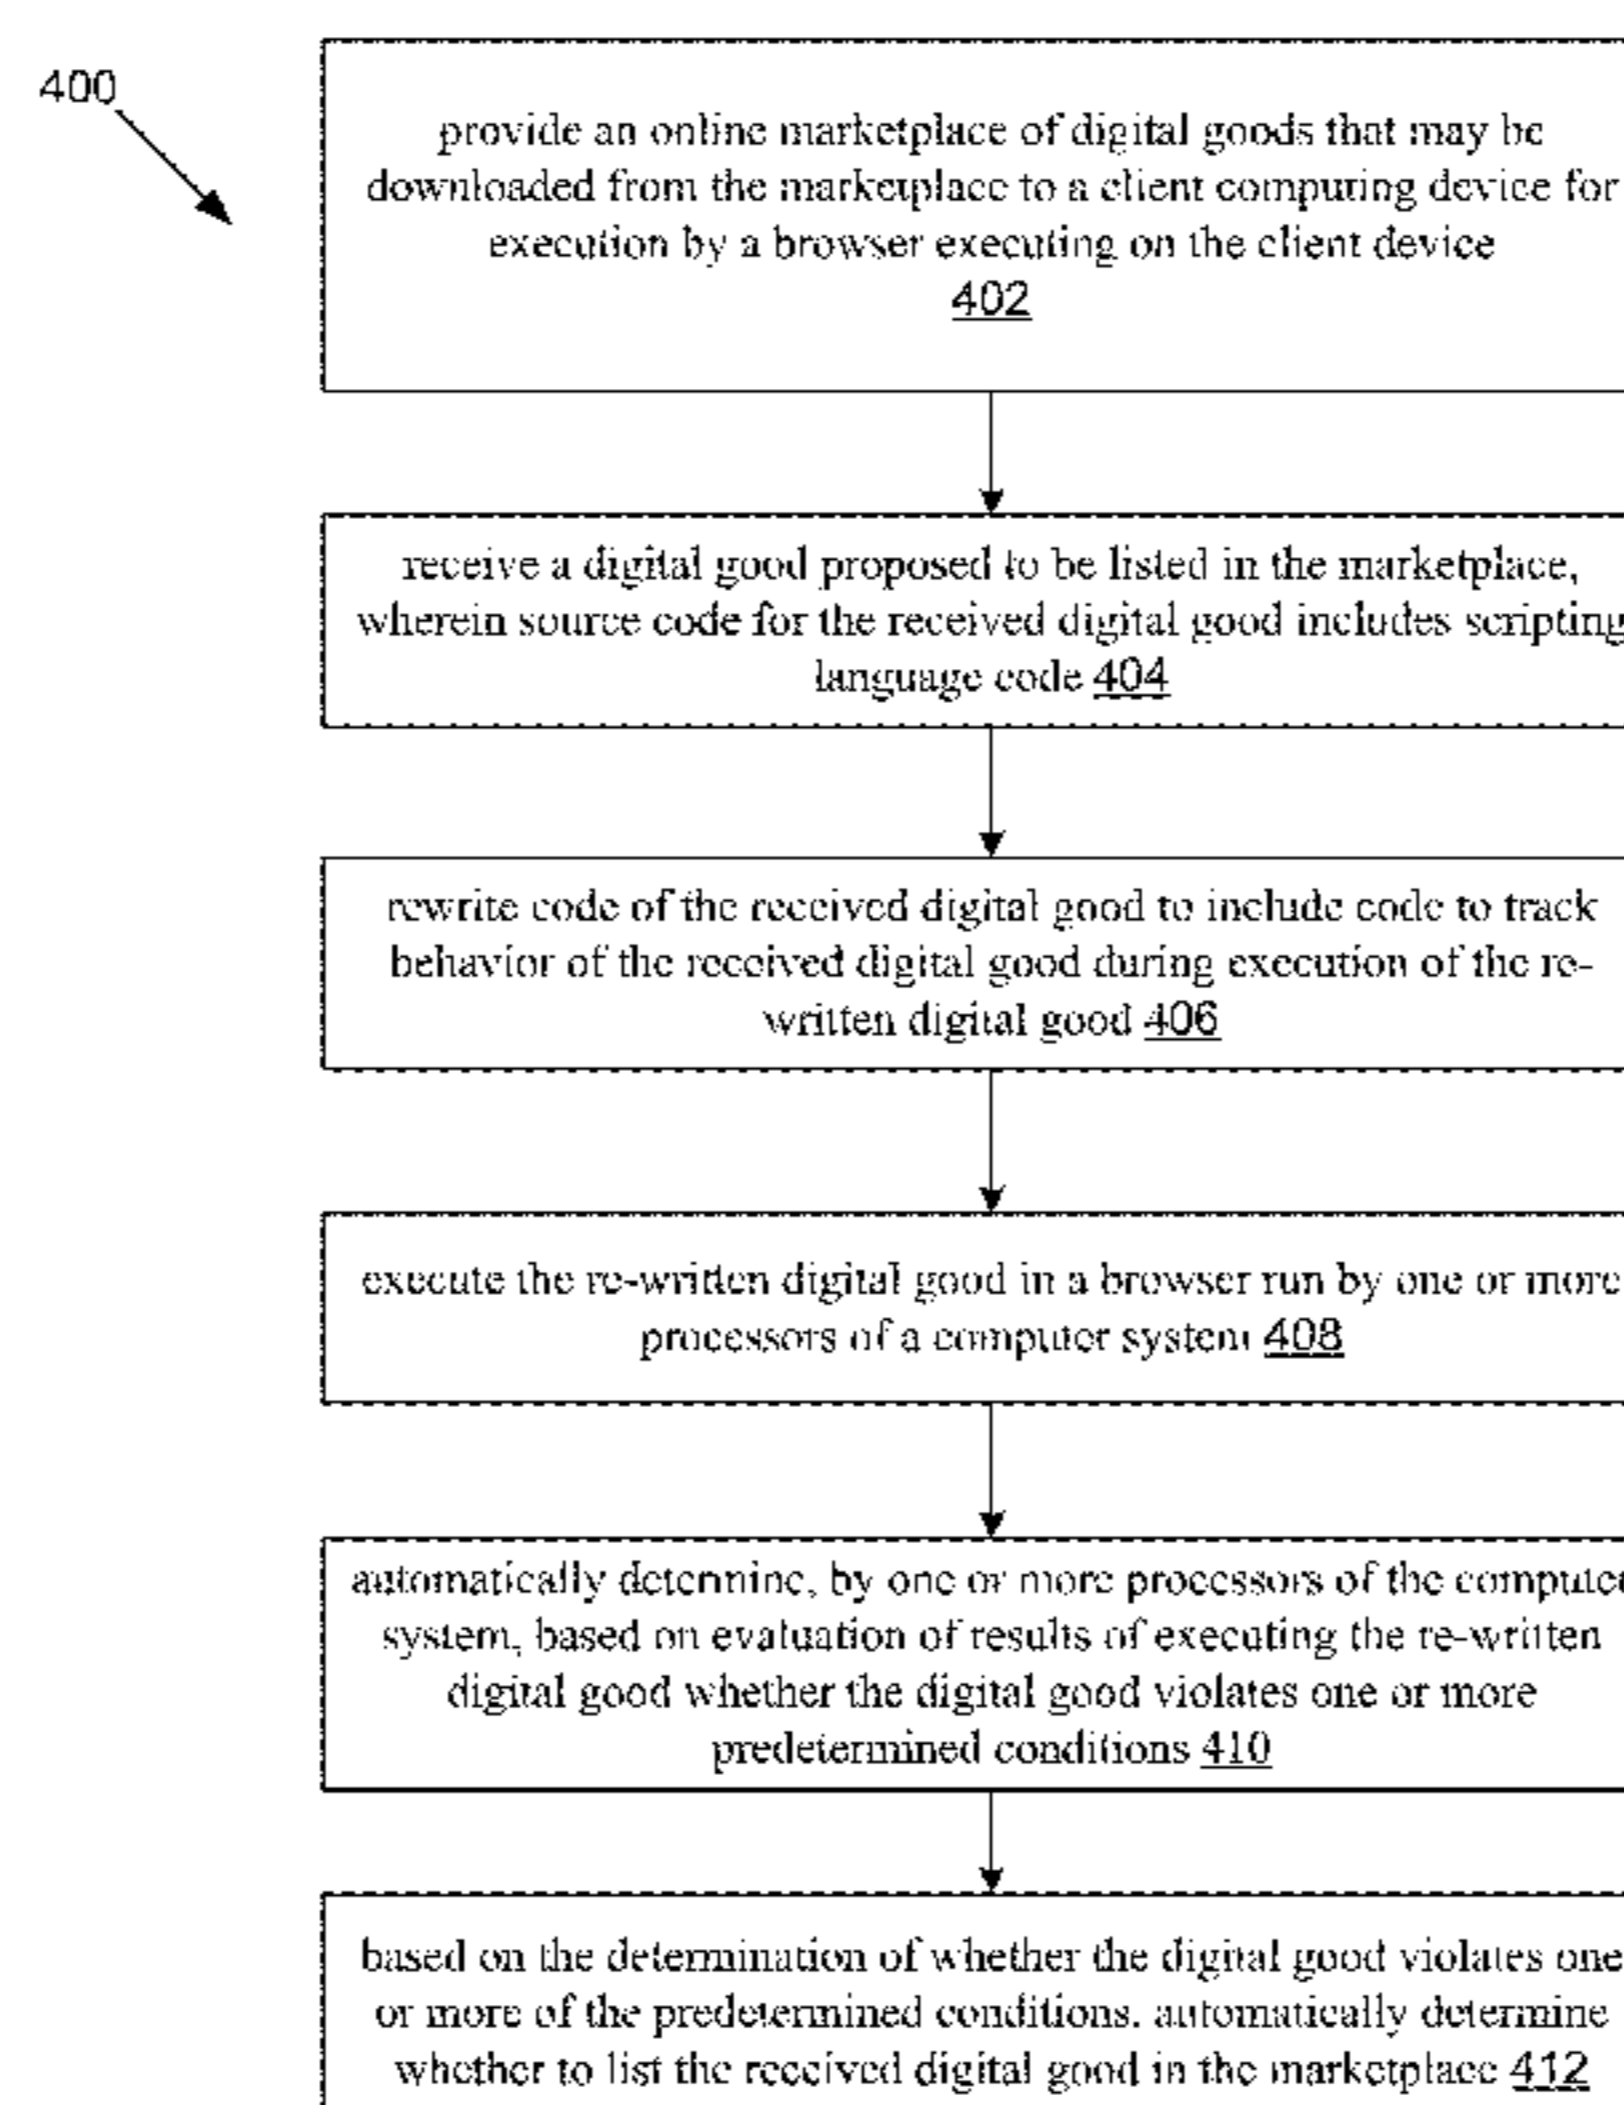 400
provide an online marketplace of digital goods that may be
downloaded from the marketplace to a client computing device for
execution by a browser executing on the client device
402
receive a digital good proposed to be listed in the marketplace,
wherein source code for the received digital good includes scripting
language code 404
rewrite code of the received digital good to include code to track
behavior of the received digital good during execution of the re-
written digital good 406
execute the re-written digital good in a browser run by one or more
processors of a computer system 408
automatically determine, by one or more processors of the computer
system, based on evaluation of results of executing the re-written
digital good whether the digital good violates one or more
predetermined conditions 410
based on the determination of whether the digital good violates one
or more of the predetermined conditions, automatically determine
whether to list the received digital good in the marketplace 412